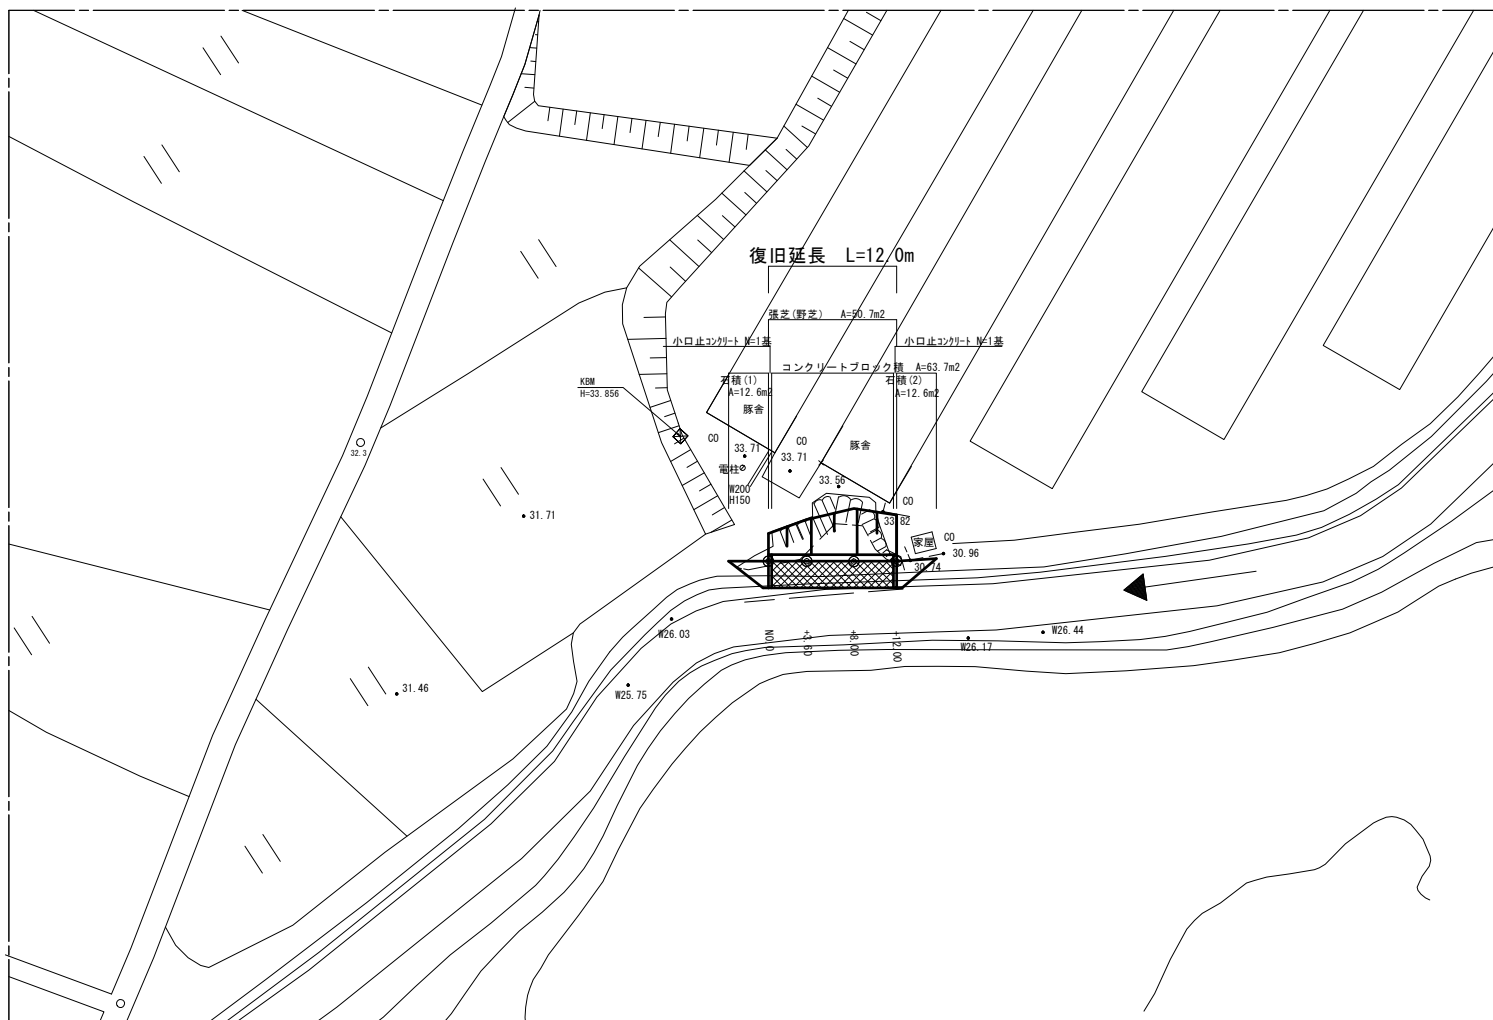 復旧延長　L=12.0m
張芝(野芝)　A=50.7m2
小口止コンクリート N=1基
小口止コンクリート N=1基
コンクリートブロック積　A=63.7m2
石積(1)
A=12.6m2
石積(2)
A=12.6m2
KBM
H=33.856
豚舎
CO
CO
33.71
33.71
豚舎
32.3
電柱
33.56
W200
H150
CO
31.71
33.82
家屋
CO
30.96
30.74
W26.03
NO.0
+3.60
+8.00
+12.00
W26.44
W26.17
31.46
W25.75